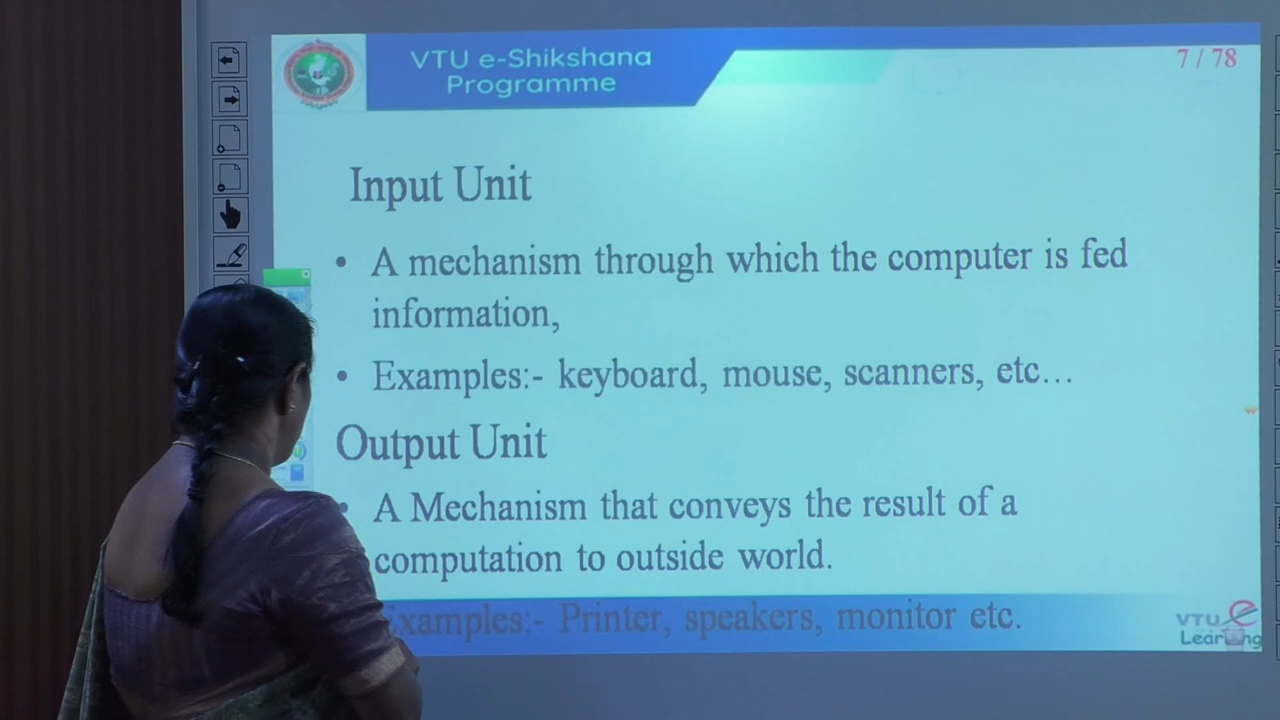 VTU e-Shikshana
Programme
7 / 78
Input Unit
• A mechanism through which the computer is fed
information,
• Examples:- keyboard, mouse, scanners, etc...
Output Unit
• A Mechanism that conveys the result of a
computation to outside world.
Examples:- Printer, speakers, monitor etc.
VTU e
Learning